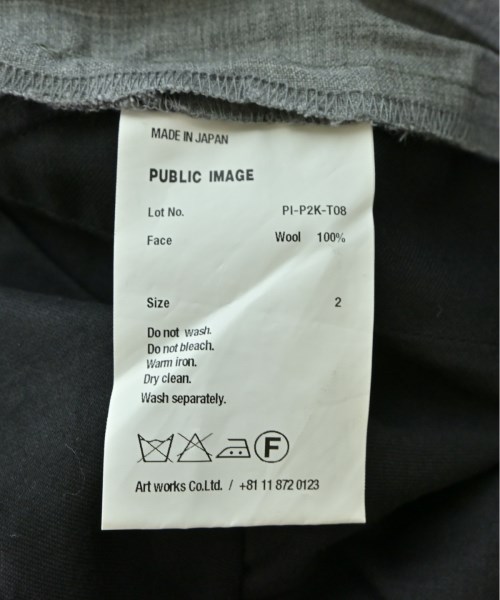 MADE IN JAPAN
PUBLIC IMAGE
Lot No. PI-P2K-T08
Face Wool 100%
Size 2
Do not wash.
Do not bleach.
Warm iron.
Dry clean.
Wash separately.
F
Art works Co.Ltd. / +81 11 872 0123